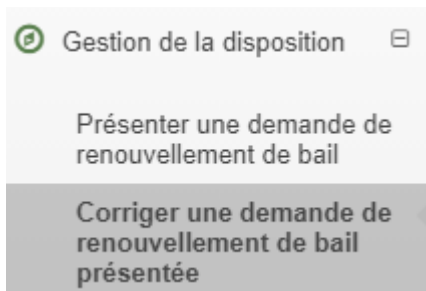 Gestion de la disposition
Présenter une demande de
renouvellement de bail
Corriger une demande de
renouvellement de bail
présentée